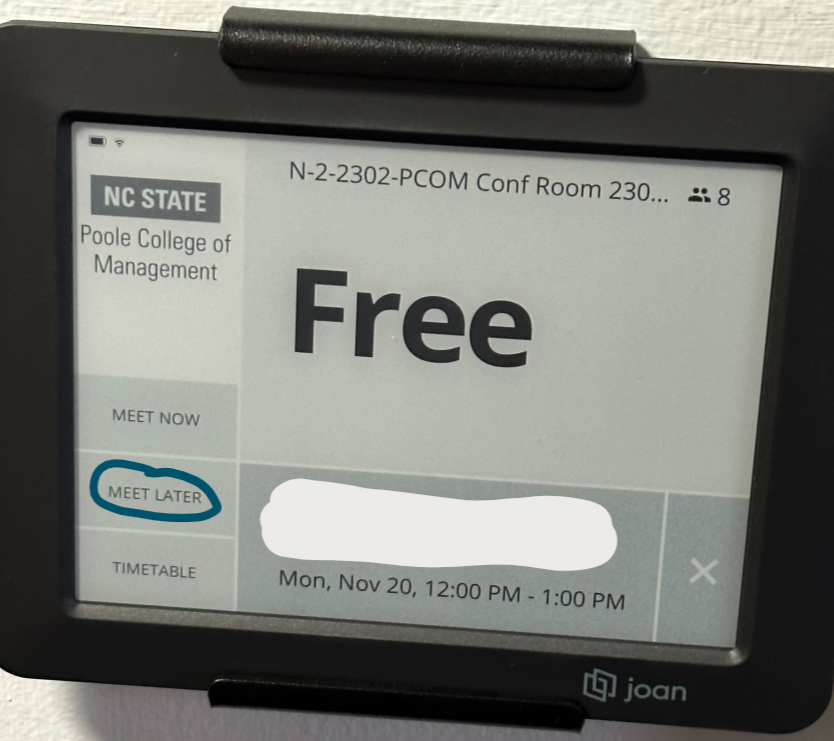 N-2-2302-PCOM Conf Room 230... 8
NC STATE
Poole College of
Management
Free
MEET NOW
MEET LATER
TIMETABLE
Mon, Nov 20, 12:00 PM - 1:00 PM
joan